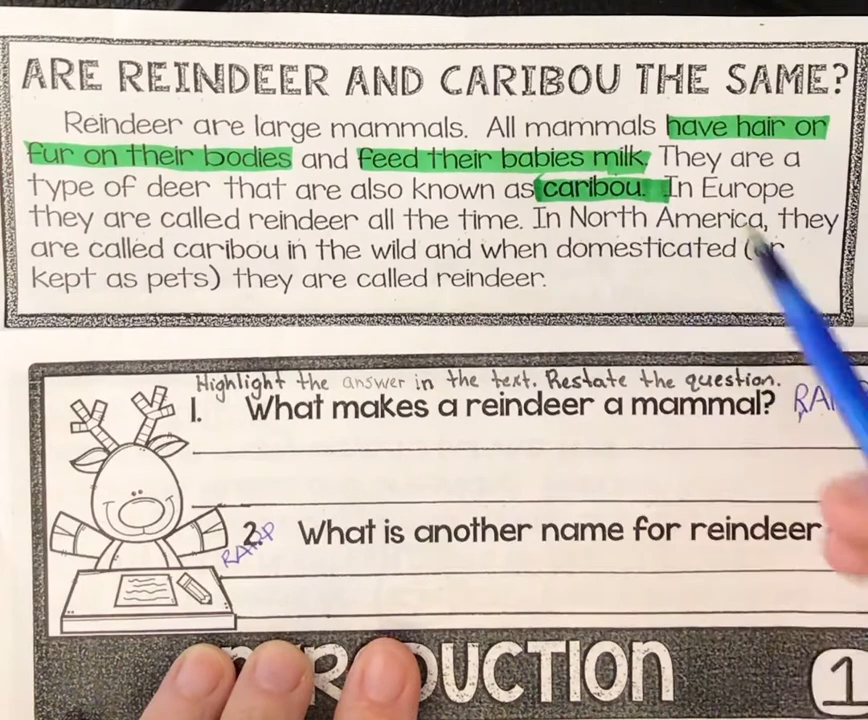 ARE REINDEER AND CARIBOU THE SAME?
Reindeer are large mammals. All mammals have hair or
fur on their bodies and feed their babies milk. They are a
type of deer that are also known as caribou. In Europe
they are called reindeer all the time. In North America, they
are called caribou in the wild and when domesticated (
kept as pets) they are called reindeer.
Highlight the answer in the text. Restate the question.
1. What makes a reindeer a mammal?
2. What is another name for reindeer
RARP
1